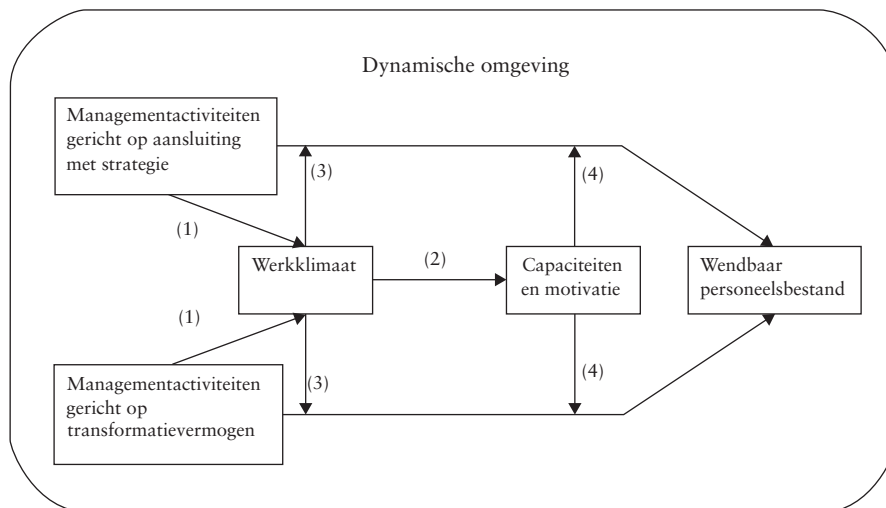 Dynamische omgeving
Managementactiviteiten
gericht op aansluiting
met strategie
(3)
(4)
(1)
Werkklimaat
(2)
Capaciteiten
en motivatie
Wendbaar
personeelsbestand
(1)
(3)
(4)
Managementactiviteiten
gericht op
transformatievermogen